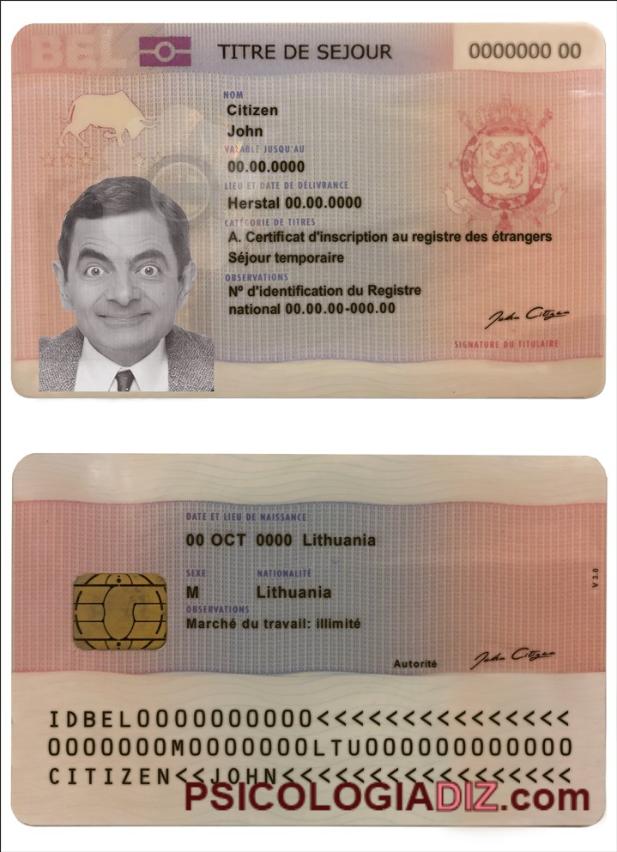 BEL
TITRE DE SEJOUR
0000000 00
NOM
Citizen
John
VALABLE JUSQU'AU
00.00.0000
LIEU ET DATE DE DÉLIVRANCE
Herstal 00.00.0000
CATÉGORIE DE TITRES
A. Certificat d'inscription au registre des étrangers
Séjour temporaire
OBSERVATIONS
Nº d'identification du Registre
national 00.00.00-000.00
John Citizen
SIGNATURE DU TITULAIRE
DATE ET LIEU DE NAISSANCE
00 OCT 0000 Lithuania
SEXE NATIONALITÉ
M Lithuania
OBSERVATIONS
Marché du travail: illimité
V 3.0
Autorité John Citizen
IDBEL0000000000<<<<<<<<<<<<<<<
0000000M0000000LTU000000000000
CITIZEN<<JOHN<<<<<<<<<<<<<<<<<
PSICOLOGIADIZ.com